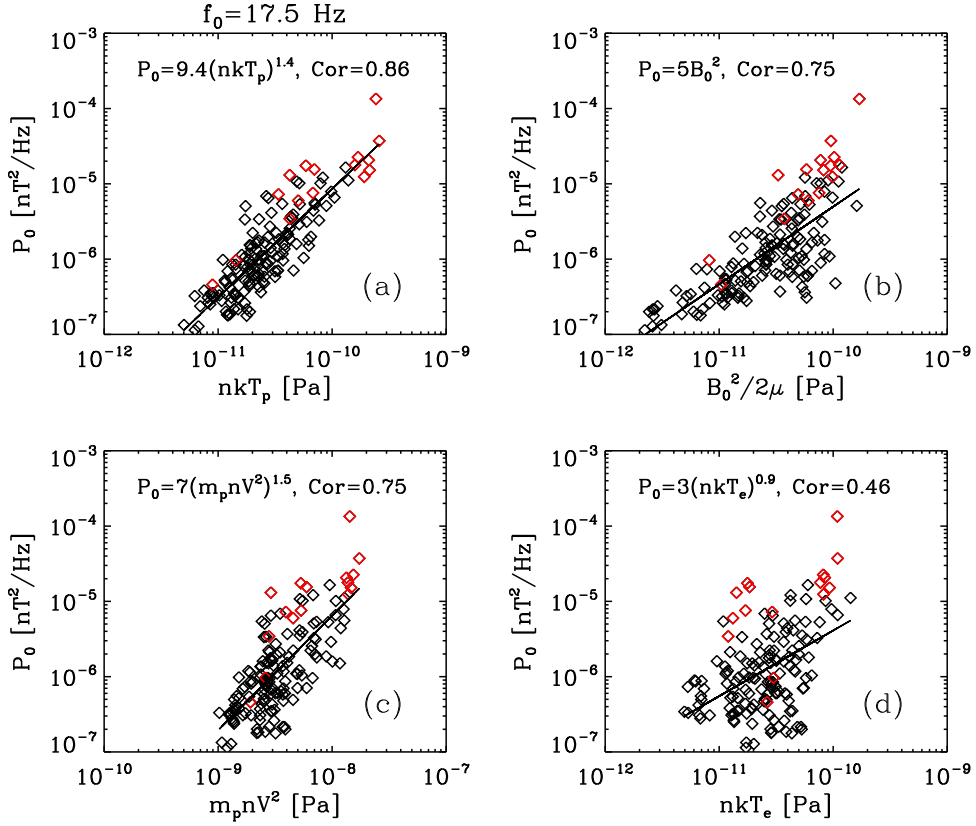 f₀=17.5 Hz
P₀=9.4(nkTₚ)¹·⁴, Cor=0.86
P₀ [nT²/Hz]
10⁻³
10⁻⁴
10⁻⁵
10⁻⁶
10⁻⁷
(a)
10⁻¹² 10⁻¹¹ 10⁻¹⁰ 10⁻⁹
nkTₚ [Pa]
P₀=5B₀², Cor=0.75
P₀ [nT²/Hz]
10⁻³
10⁻⁴
10⁻⁵
10⁻⁶
10⁻⁷
(b)
10⁻¹² 10⁻¹¹ 10⁻¹⁰ 10⁻⁹
B₀²/2μ [Pa]
P₀=7(mₚnV²)¹·⁵, Cor=0.75
P₀ [nT²/Hz]
10⁻³
10⁻⁴
10⁻⁵
10⁻⁶
10⁻⁷
(c)
10⁻¹⁰ 10⁻⁹ 10⁻⁸ 10⁻⁷
mₚnV² [Pa]
P₀=3(nkTₑ)⁰·⁹, Cor=0.46
P₀ [nT²/Hz]
10⁻³
10⁻⁴
10⁻⁵
10⁻⁶
10⁻⁷
(d)
10⁻¹² 10⁻¹¹ 10⁻¹⁰ 10⁻⁹
nkTₑ [Pa]